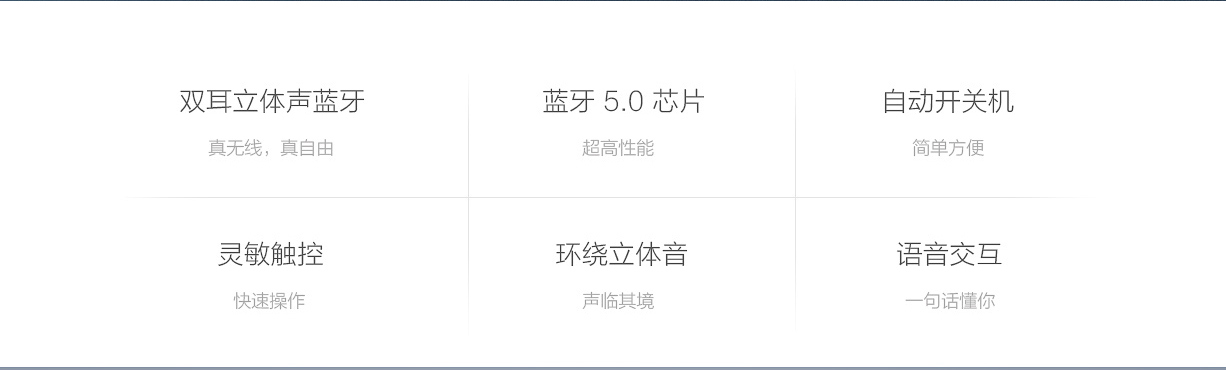 双耳立体声蓝牙
真无线，真自由
蓝牙 5.0 芯片
超高性能
自动开关机
简单方便
灵敏触控
快速操作
环绕立体音
声临其境
语音交互
一句话懂你